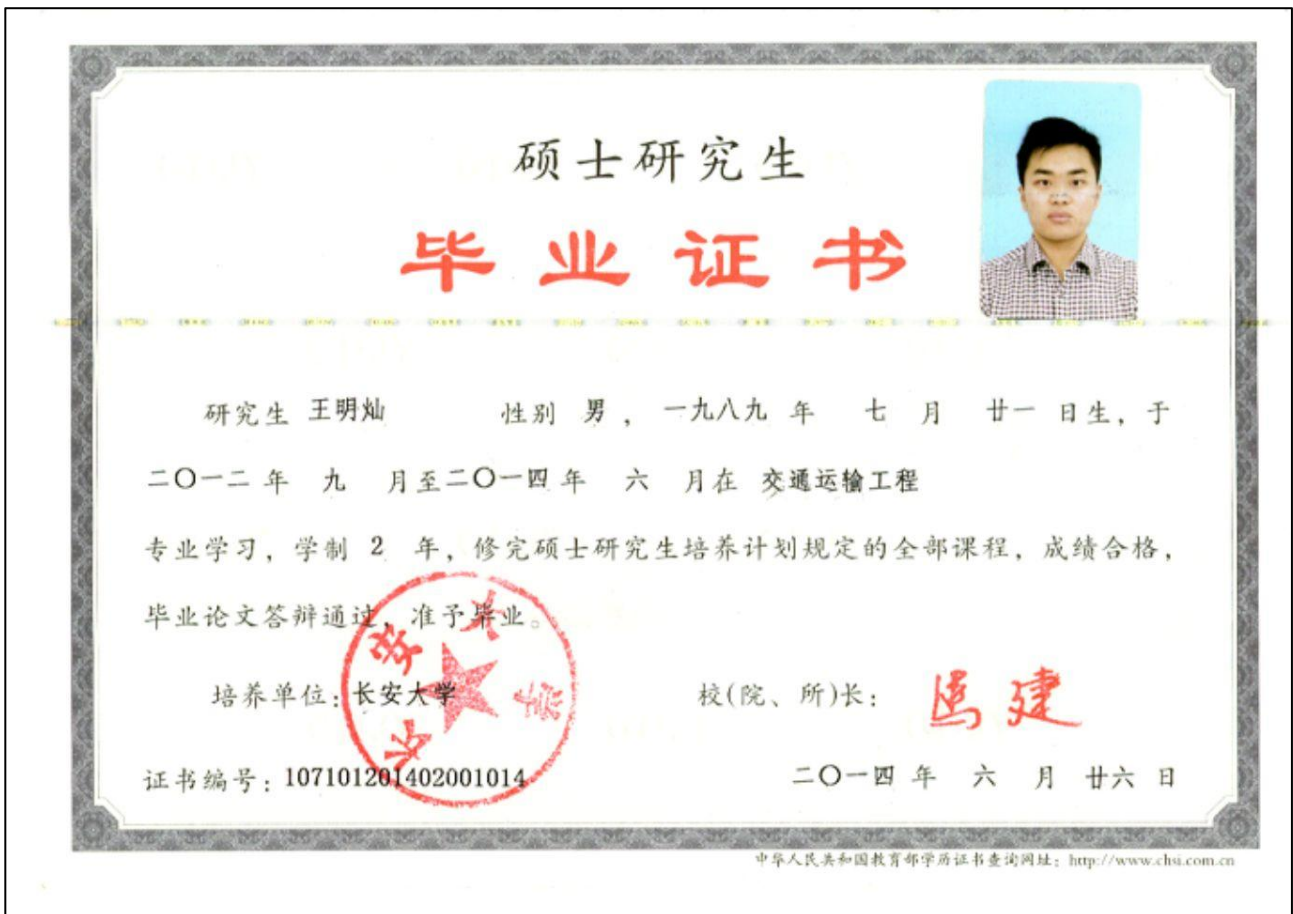 硕士研究生
毕业证书
研究生 王明灿 性别 男，一九八九 年 七 月 廿一 日生，于
二〇一二 年 九 月至二〇一四 年 六 月在 交通运输工程
专业学习，学制 2 年，修完硕士研究生培养计划规定的全部课程，成绩合格，
毕业论文答辩通过，准予毕业。
长安大学
培养单位：长安大学 校(院、所)长：
证书编号：107101201402001014 二〇一四 年 六 月 廿六 日
中华人民共和国教育部学历证书查询网址：http://www.chsi.com.cn